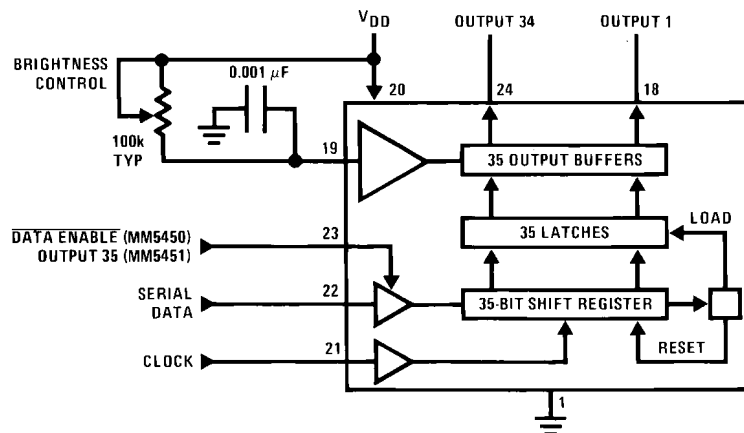 V_DD
OUTPUT 34
OUTPUT 1
BRIGHTNESS
CONTROL
0.001 µF
20
24
18
100k
TYP
19
35 OUTPUT BUFFERS
DATA ENABLE (MM5450)
OUTPUT 35 (MM5451)
23
35 LATCHES
LOAD
SERIAL
DATA
22
35-BIT SHIFT REGISTER
CLOCK
21
RESET
1